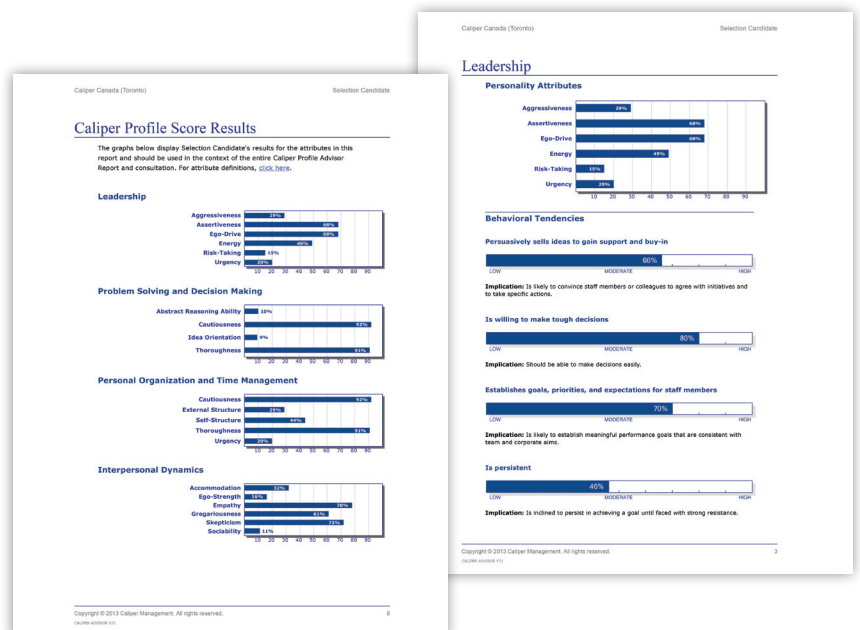 Caliper Canada (Toronto) Selection Candidate
Caliper Profile Score Results
The graphs below display Selection Candidate's results for the attributes in this
report and should be used in the context of the entire Caliper Profile Advisor
Report and consultation. For attribute definitions, click here.
Leadership
Aggressiveness 29%
Assertiveness 68%
Ego-Drive 68%
Energy 49%
Risk-Taking 15%
Urgency 20%
10 20 30 40 50 60 70 80 90
Problem Solving and Decision Making
Abstract Reasoning Ability 10%
Cautiousness 92%
Idea Orientation 9%
Thoroughness 91%
10 20 30 40 50 60 70 80 90
Personal Organization and Time Management
Cautiousness 92%
External Structure 29%
Self-Structure 44%
Thoroughness 91%
Urgency 20%
10 20 30 40 50 60 70 80 90
Interpersonal Dynamics
Accommodation 32%
Ego-Strength 16%
Empathy 78%
Gregariousness 61%
Skepticism 72%
Sociability 11%
10 20 30 40 50 60 70 80 90
Copyright © 2013 Caliper Management. All rights reserved.
CALIPER ADVISOR V73
Caliper Canada (Toronto) Selection Candidate
Leadership
Personality Attributes
Aggressiveness 29%
Assertiveness 68%
Ego-Drive 68%
Energy 49%
Risk-Taking 15%
Urgency 20%
10 20 30 40 50 60 70 80 90
Behavioral Tendencies
Persuasively sells ideas to gain support and buy-in
66%
LOW MODERATE HIGH
Implication: Is likely to convince staff members or colleagues to agree with initiatives and
to take specific actions.
Is willing to make tough decisions
80%
LOW MODERATE HIGH
Implication: Should be able to make decisions easily.
Establishes goals, priorities, and expectations for staff members
70%
LOW MODERATE HIGH
Implication: Is likely to establish meaningful performance goals that are consistent with
team and corporate aims.
Is persistent
46%
LOW MODERATE HIGH
Implication: Is inclined to persist in achieving a goal until faced with strong resistance.
Copyright © 2013 Caliper Management. All rights reserved. 3
CALIPER ADVISOR V73